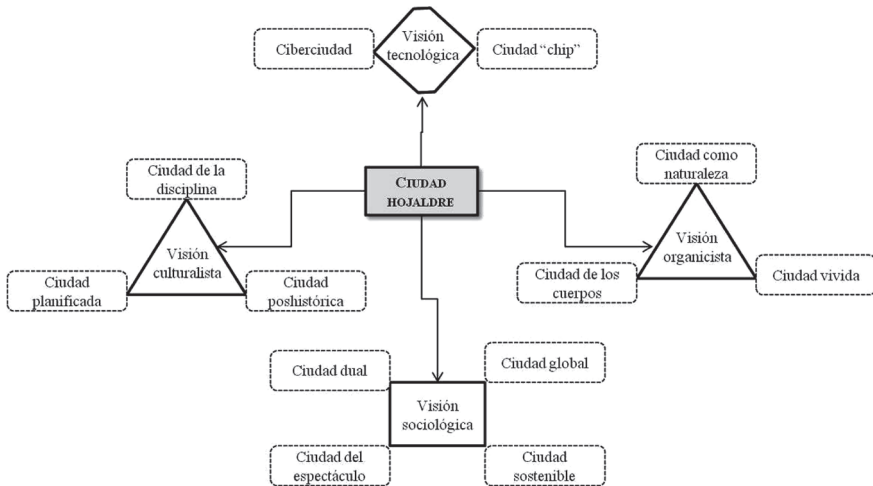 Ciberciudad
Visión
tecnológica
Ciudad “chip”
Ciudad de la
disciplina
CIUDAD
HOJALDRE
Ciudad como
naturaleza
Visión
culturalista
Visión
organicista
Ciudad
planificada
Ciudad
poshistórica
Ciudad de los
cuerpos
Ciudad vivida
Ciudad dual
Ciudad global
Visión
sociológica
Ciudad del
espectáculo
Ciudad
sostenible